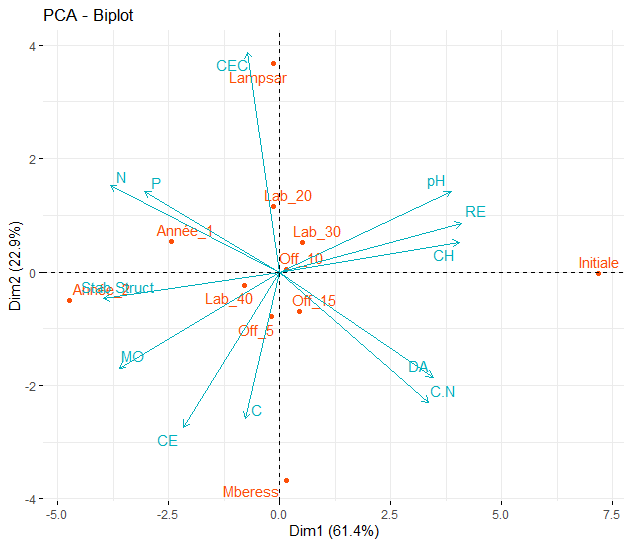 PCA - Biplot
4
CEC
Lampsar
2
N
P
pH
Lab_20
RE
Année_1
Lab_30
CH
Off_10
Initiale
0
Stab.Struct
Lab_40
Off_15
Off_5
MO
DA
-2
C.N
C
CE
Mberess
-4
-5.0
-2.5
0.0
2.5
5.0
7.5
Dim1 (61.4%)
Dim2 (22.9%)